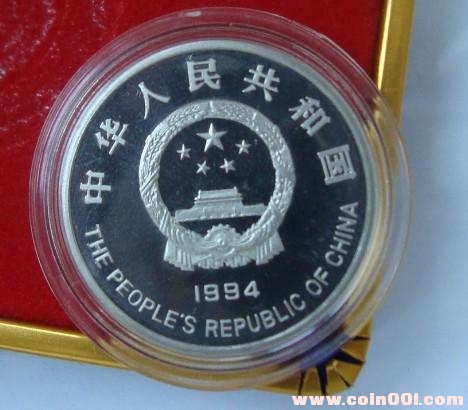 中华人民共和国
1994
THE PEOPLE'S REPUBLIC OF CHINA
www.coin001.com